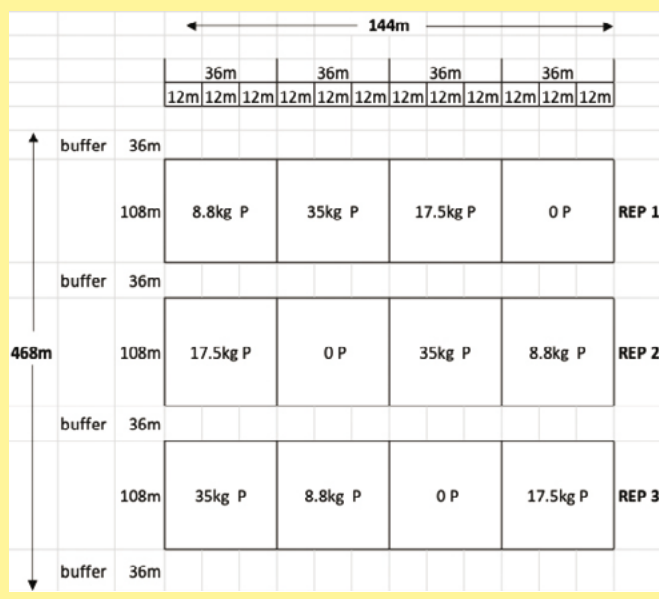 144m
36m 36m 36m 36m
12m 12m 12m 12m 12m 12m 12m 12m 12m 12m 12m 12m
buffer 36m
108m 8.8kg P 35kg P 17.5kg P 0 P REP 1
buffer 36m
468m 108m 17.5kg P 0 P 35kg P 8.8kg P REP 2
buffer 36m
108m 35kg P 8.8kg P 0 P 17.5kg P REP 3
buffer 36m